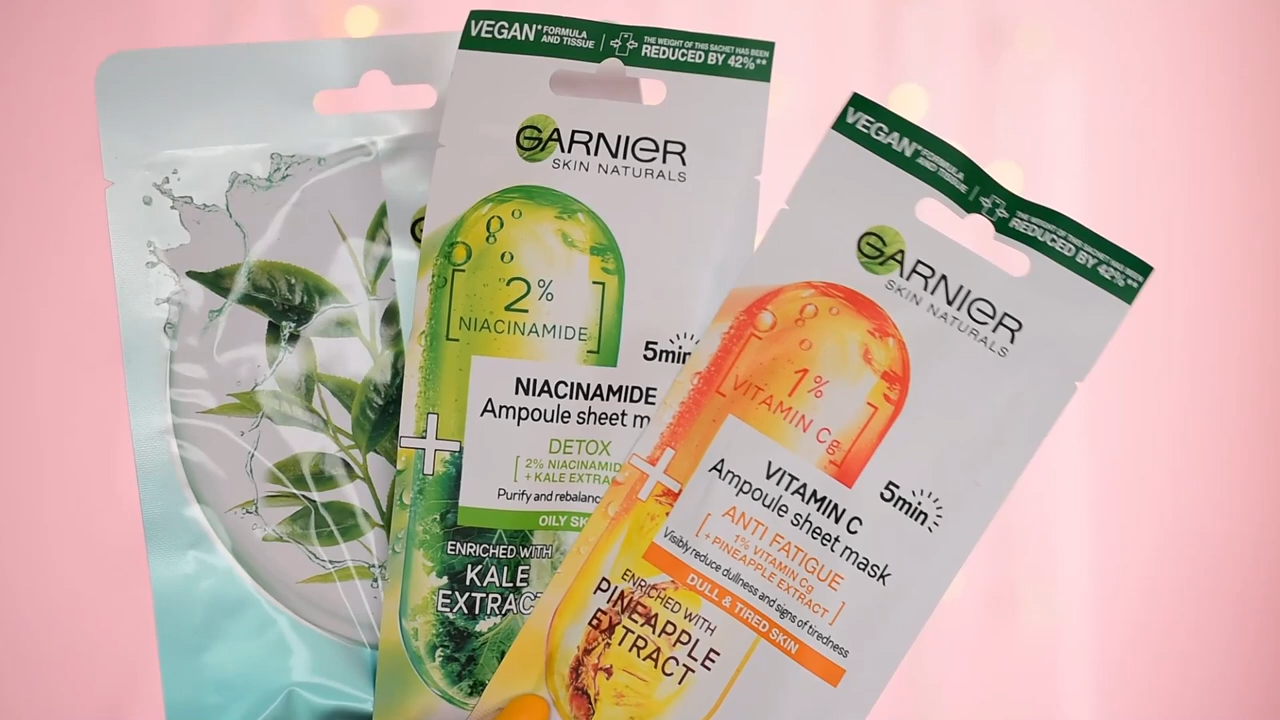 VEGAN* FORMULA AND TISSUE
THE WEIGHT OF THIS SACHET HAS BEEN
REDUCED BY 42%**
GARNIER
SKIN NATURALS
2%
NIACINAMIDE
5min
NIACINAMIDE
Ampoule sheet m
DETOX
2% NIACINAMID
+ KALE EXTRAC
Purify and rebalanc
OILY SK
ENRICHED WITH
KALE
EXTRACT
VEGAN* FORMULA AND TISSUE
THE WEIGHT OF THIS SACHET HAS BEEN
REDUCED BY 42%**
GARNIER
SKIN NATURALS
1%
VITAMIN Cg
5min
VITAMIN C
Ampoule sheet mask
ANTI FATIGUE
1% VITAMIN Cg
+ PINEAPPLE EXTRACT
Visibly reduce dullness and signs of tiredness
DULL & TIRED SKIN
ENRICHED WITH
PINEAPPLE
EXTRACT